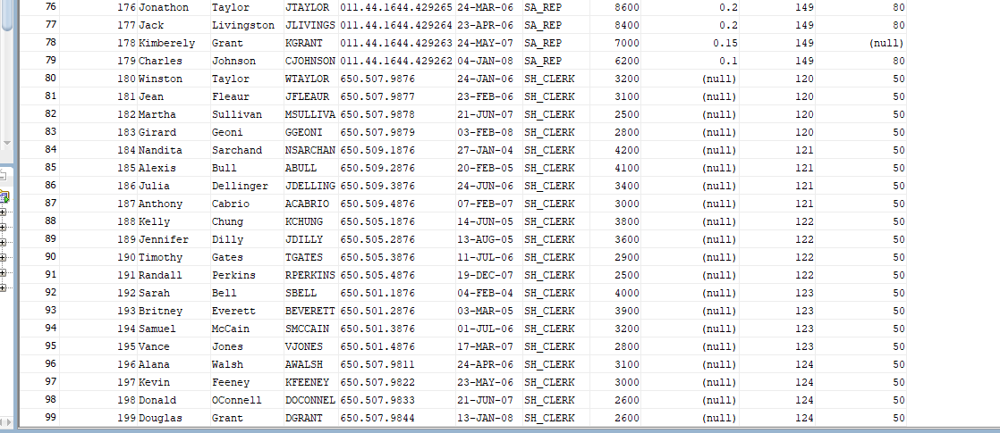 76 176 Jonathon Taylor JTAYLOR 011.44.1644.429265 24-MAR-06 SA_REP 8600 0.2 149 80
77 177 Jack Livingston JLIVINGS 011.44.1644.429264 23-APR-06 SA_REP 8400 0.2 149 80
78 178 Kimberely Grant KGRANT 011.44.1644.429263 24-MAY-07 SA_REP 7000 0.15 149 (null)
79 179 Charles Johnson CJOHNSON 011.44.1644.429262 04-JAN-08 SA_REP 6200 0.1 149 80
80 180 Winston Taylor WTAYLOR 650.507.9876 24-JAN-06 SH_CLERK 3200 (null) 120 50
81 181 Jean Fleaur JFLEAUR 650.507.9877 23-FEB-06 SH_CLERK 3100 (null) 120 50
82 182 Martha Sullivan MSULLIVA 650.507.9878 21-JUN-07 SH_CLERK 2500 (null) 120 50
83 183 Girard Geoni GGEONI 650.507.9879 03-FEB-08 SH_CLERK 2800 (null) 120 50
84 184 Nandita Sarchand NSARCHAN 650.509.1876 27-JAN-04 SH_CLERK 4200 (null) 121 50
85 185 Alexis Bull ABULL 650.509.2876 20-FEB-05 SH_CLERK 4100 (null) 121 50
86 186 Julia Dellinger JDELLING 650.509.3876 24-JUN-06 SH_CLERK 3400 (null) 121 50
87 187 Anthony Cabrio ACABRIO 650.509.4876 07-FEB-07 SH_CLERK 3000 (null) 121 50
88 188 Kelly Chung KCHUNG 650.505.1876 14-JUN-05 SH_CLERK 3800 (null) 122 50
89 189 Jennifer Dilly JDILLY 650.505.2876 13-AUG-05 SH_CLERK 3600 (null) 122 50
90 190 Timothy Gates TGATES 650.505.3876 11-JUL-06 SH_CLERK 2900 (null) 122 50
91 191 Randall Perkins RPERKINS 650.505.4876 19-DEC-07 SH_CLERK 2500 (null) 122 50
92 192 Sarah Bell SBELL 650.501.1876 04-FEB-04 SH_CLERK 4000 (null) 123 50
93 193 Britney Everett BEVERETT 650.501.2876 03-MAR-05 SH_CLERK 3900 (null) 123 50
94 194 Samuel McCain SMCCAIN 650.501.3876 01-JUL-06 SH_CLERK 3200 (null) 123 50
95 195 Vance Jones VJONES 650.501.4876 17-MAR-07 SH_CLERK 2800 (null) 123 50
96 196 Alana Walsh AWALSH 650.507.9811 24-APR-06 SH_CLERK 3100 (null) 124 50
97 197 Kevin Feeney KFEENEY 650.507.9822 23-MAY-06 SH_CLERK 3000 (null) 124 50
98 198 Donald OConnell DOCONNEL 650.507.9833 21-JUN-07 SH_CLERK 2600 (null) 124 50
99 199 Douglas Grant DGRANT 650.507.9844 13-JAN-08 SH_CLERK 2600 (null) 124 50